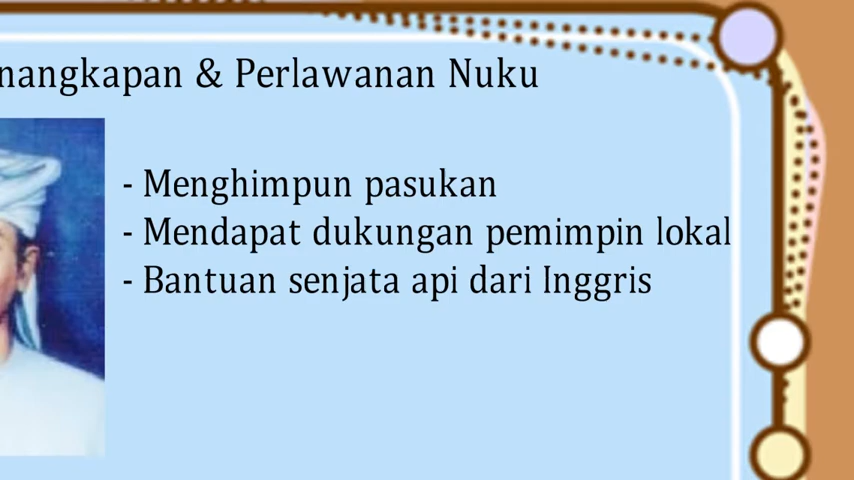 nangkapan & Perlawanan Nuku
- Menghimpun pasukan
- Mendapat dukungan pemimpin lokal
- Bantuan senjata api dari Inggris